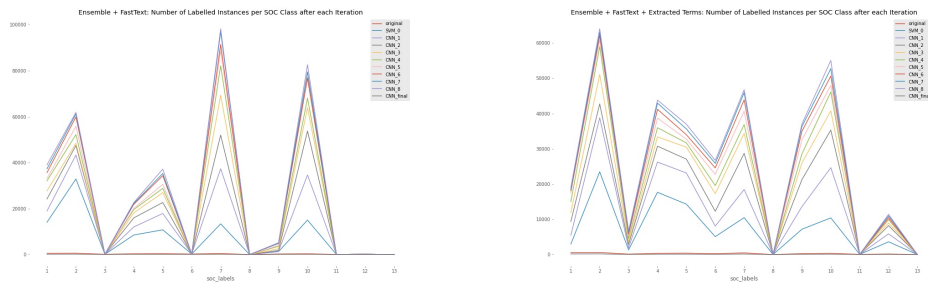 Ensemble + FastText: Number of Labelled Instances per SOC Class after each Iteration
100000
80000
60000
40000
20000
0
1 2 3 4 5 6 7 8 9 10 11 12 13
soc_labels
original
SVM_0
CNN_1
CNN_2
CNN_3
CNN_4
CNN_5
CNN_6
CNN_7
CNN_8
CNN_final
Ensemble + FastText + Extracted Terms: Number of Labelled Instances per SOC Class after each Iteration
60000
50000
40000
30000
20000
10000
0
1 2 3 4 5 6 7 8 9 10 11 12 13
soc_labels
original
SVM_0
CNN_1
CNN_2
CNN_3
CNN_4
CNN_5
CNN_6
CNN_7
CNN_8
CNN_fina